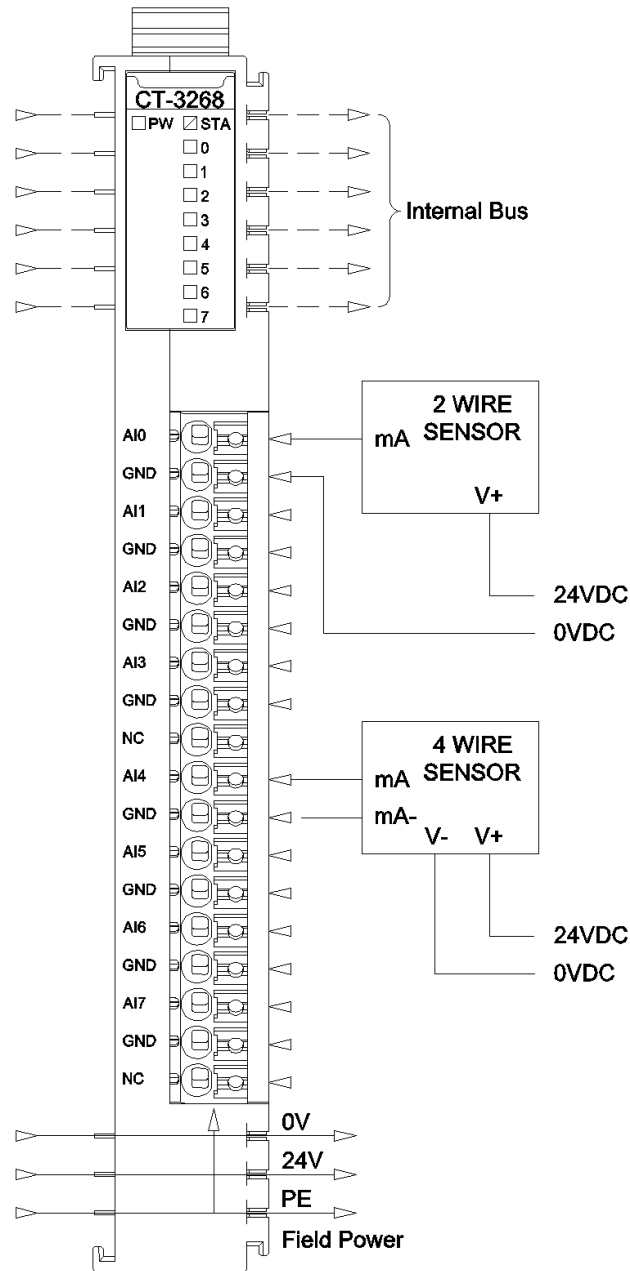 CT-3268
PW STA
0
1
2
3
4
5
6
7
Internal Bus
AI0
GND
AI1
GND
AI2
GND
AI3
GND
NC
AI4
GND
AI5
GND
AI6
GND
AI7
GND
NC
2 WIRE
SENSOR
mA
V+
24VDC
0VDC
4 WIRE
SENSOR
mA
mA-
V- V+
24VDC
0VDC
0V
24V
PE
Field Power